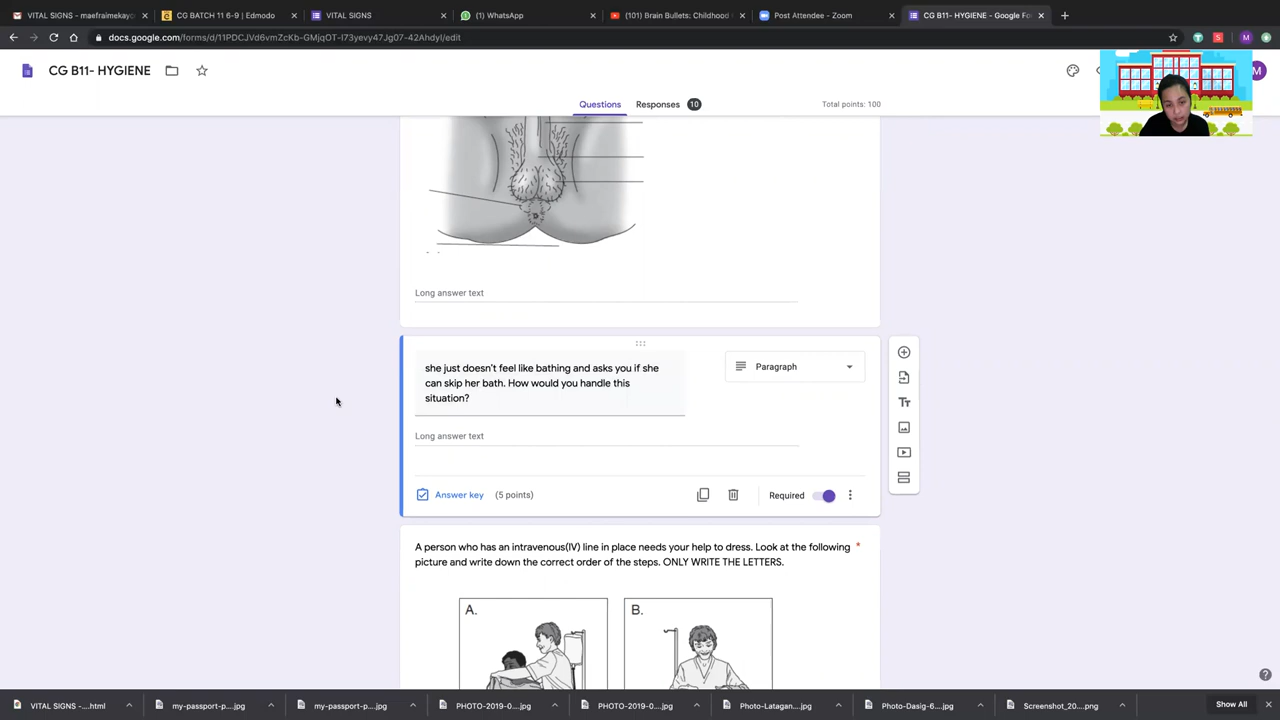 VITAL SIGNS - maefraimekayo
CG BATCH 11 6-9 | Edmodo
VITAL SIGNS
(1) WhatsApp
(101) Brain Bullets: Childhood
Post Attendee - Zoom
CG B11- HYGIENE - Google Fo
docs.google.com/forms/d/11PDCJVd6vmZcKb-GMjqOT-I73yevy47Jg07-42AhdyI/edit
CG B11- HYGIENE
M
Questions
Responses
10
Total points: 100
Long answer text
she just doesn't feel like bathing and asks you if she
can skip her bath. How would you handle this
situation?
Paragraph
Long answer text
Answer key
(5 points)
Required
A person who has an intravenous(IV) line in place needs your help to dress. Look at the following *
picture and write down the correct order of the steps. ONLY WRITE THE LETTERS.
A.
B.
VITAL SIGNS -....html
my-passport-p....jpg
my-passport-p....jpg
PHOTO-2019-0....jpg
PHOTO-2019-0....jpg
Photo-Latagan....jpg
Photo-Dasig-6....jpg
Screenshot_20....png
Show All